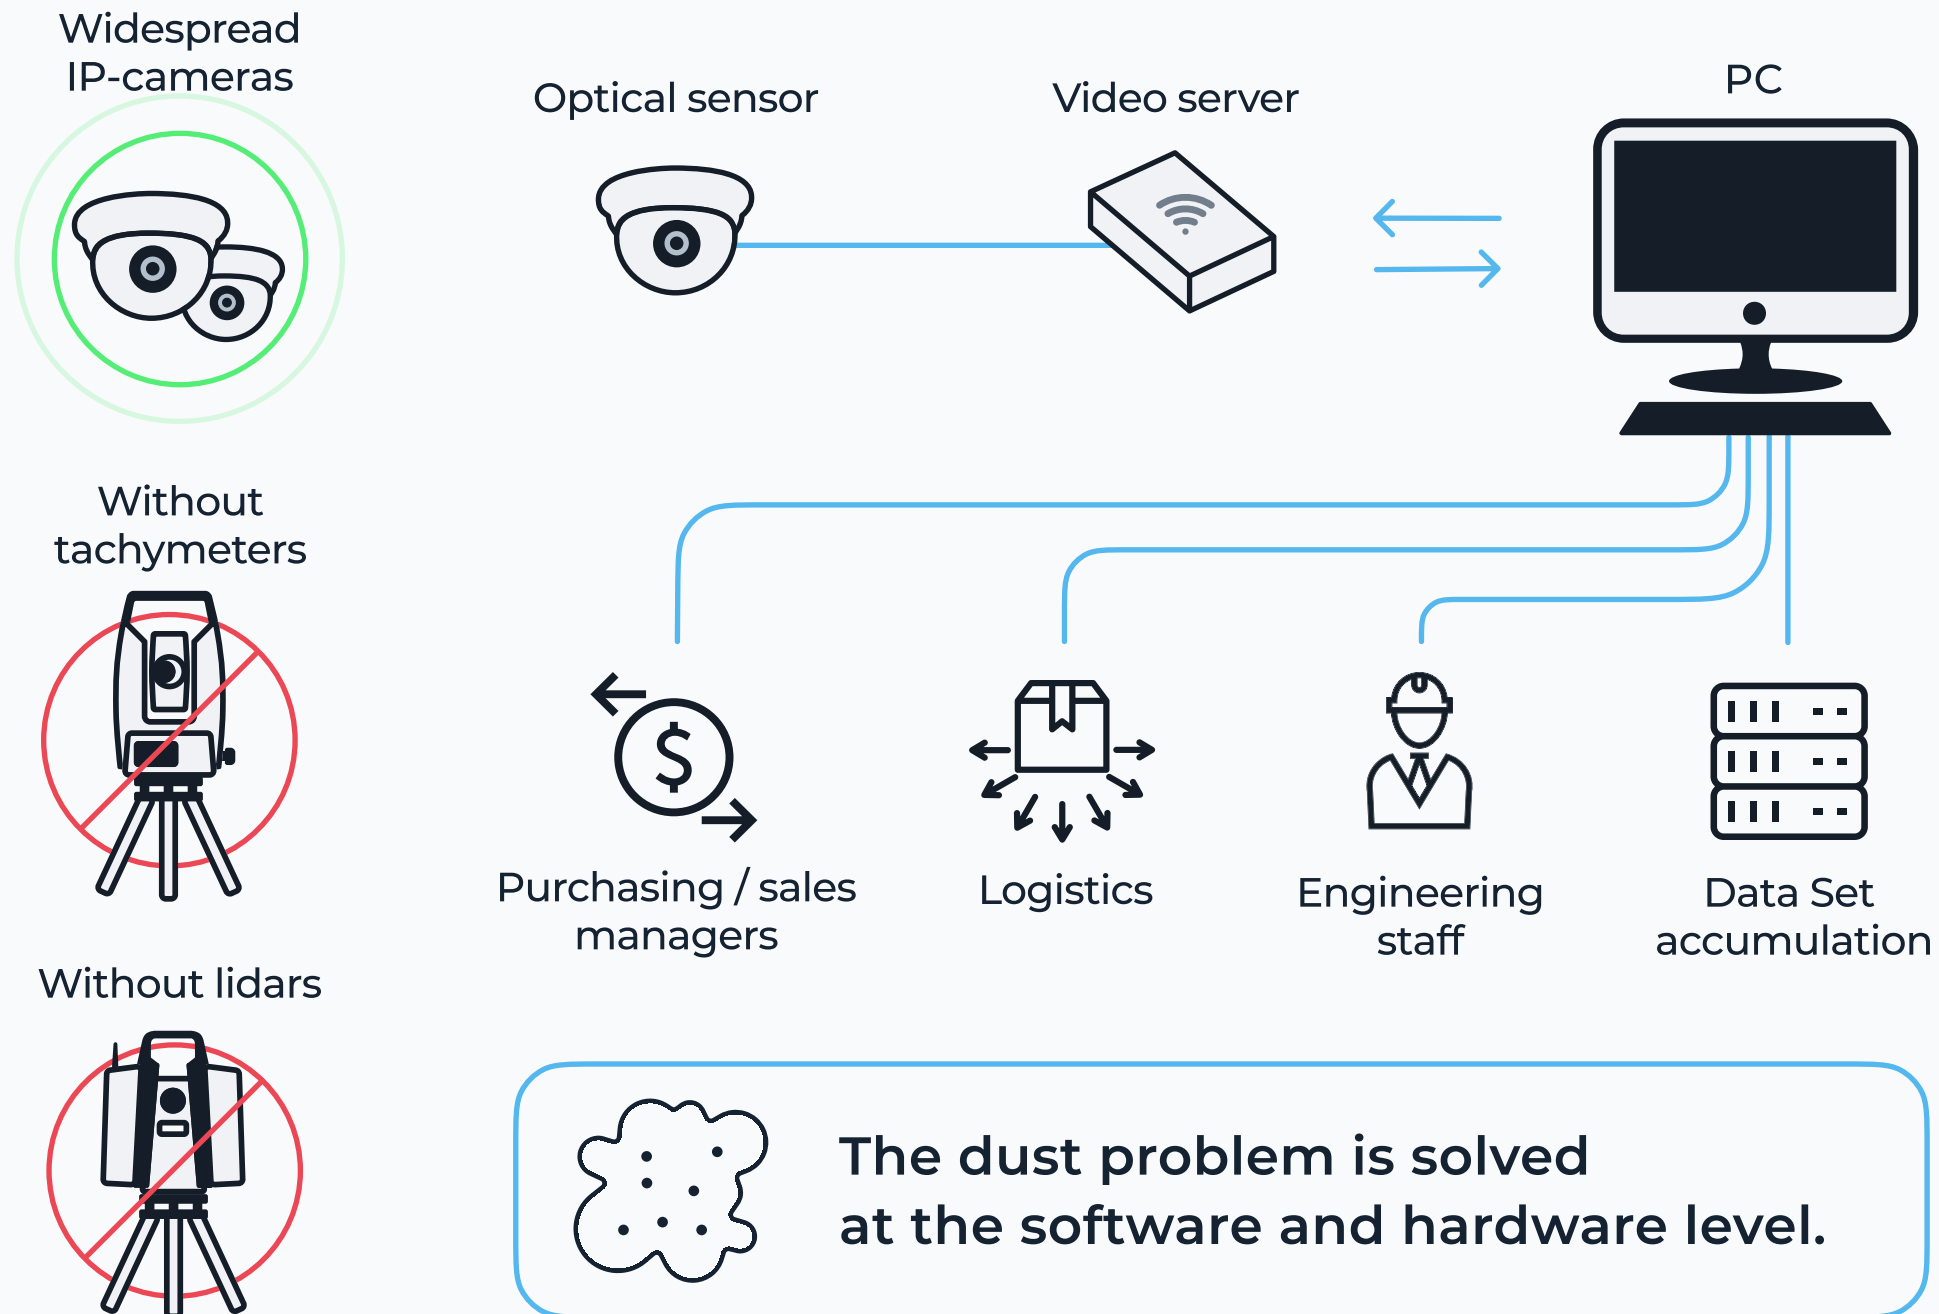 Widespread
IP-cameras
Optical sensor
Video server
PC
Without
tachymeters
$
Purchasing / sales
managers
Logistics
Engineering
staff
Data Set
accumulation
Without lidars
The dust problem is solved
at the software and hardware level.